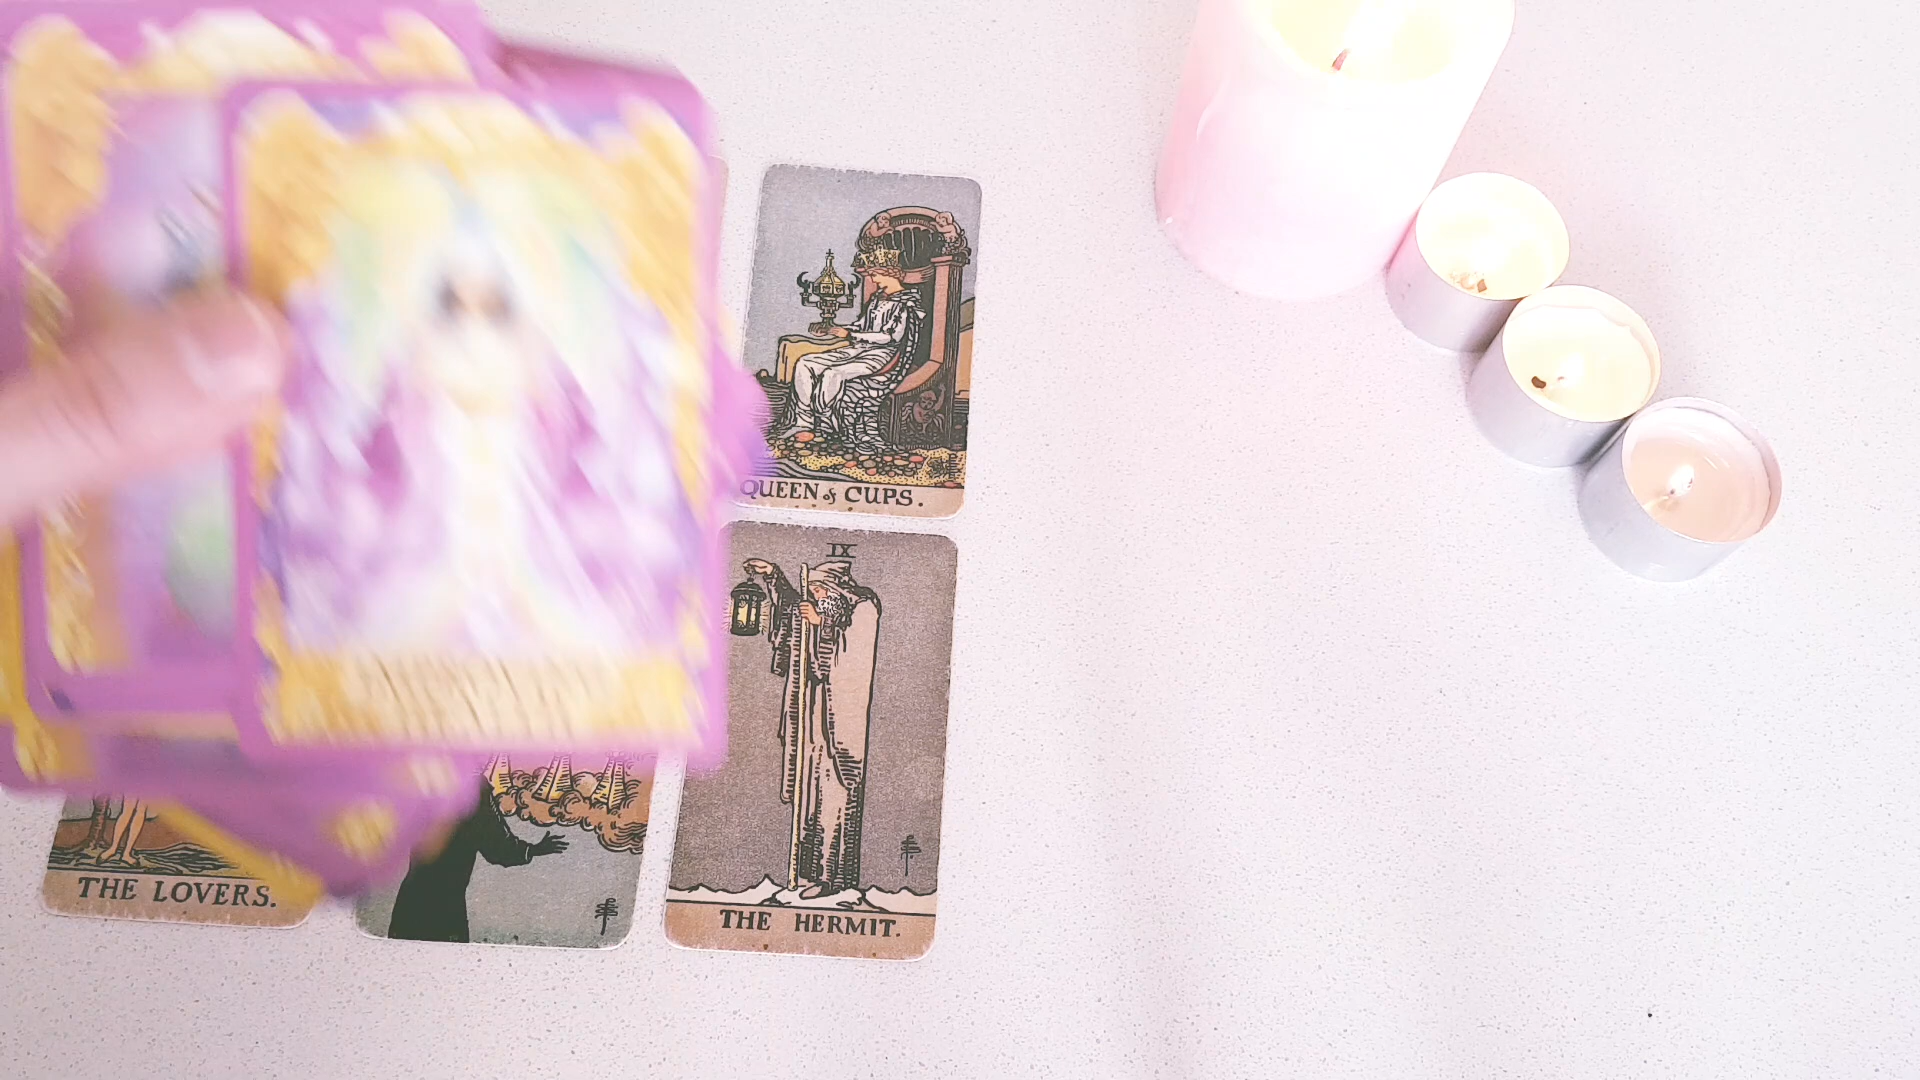 QUEEN of CUPS.
IX
THE LOVERS.
THE HERMIT.